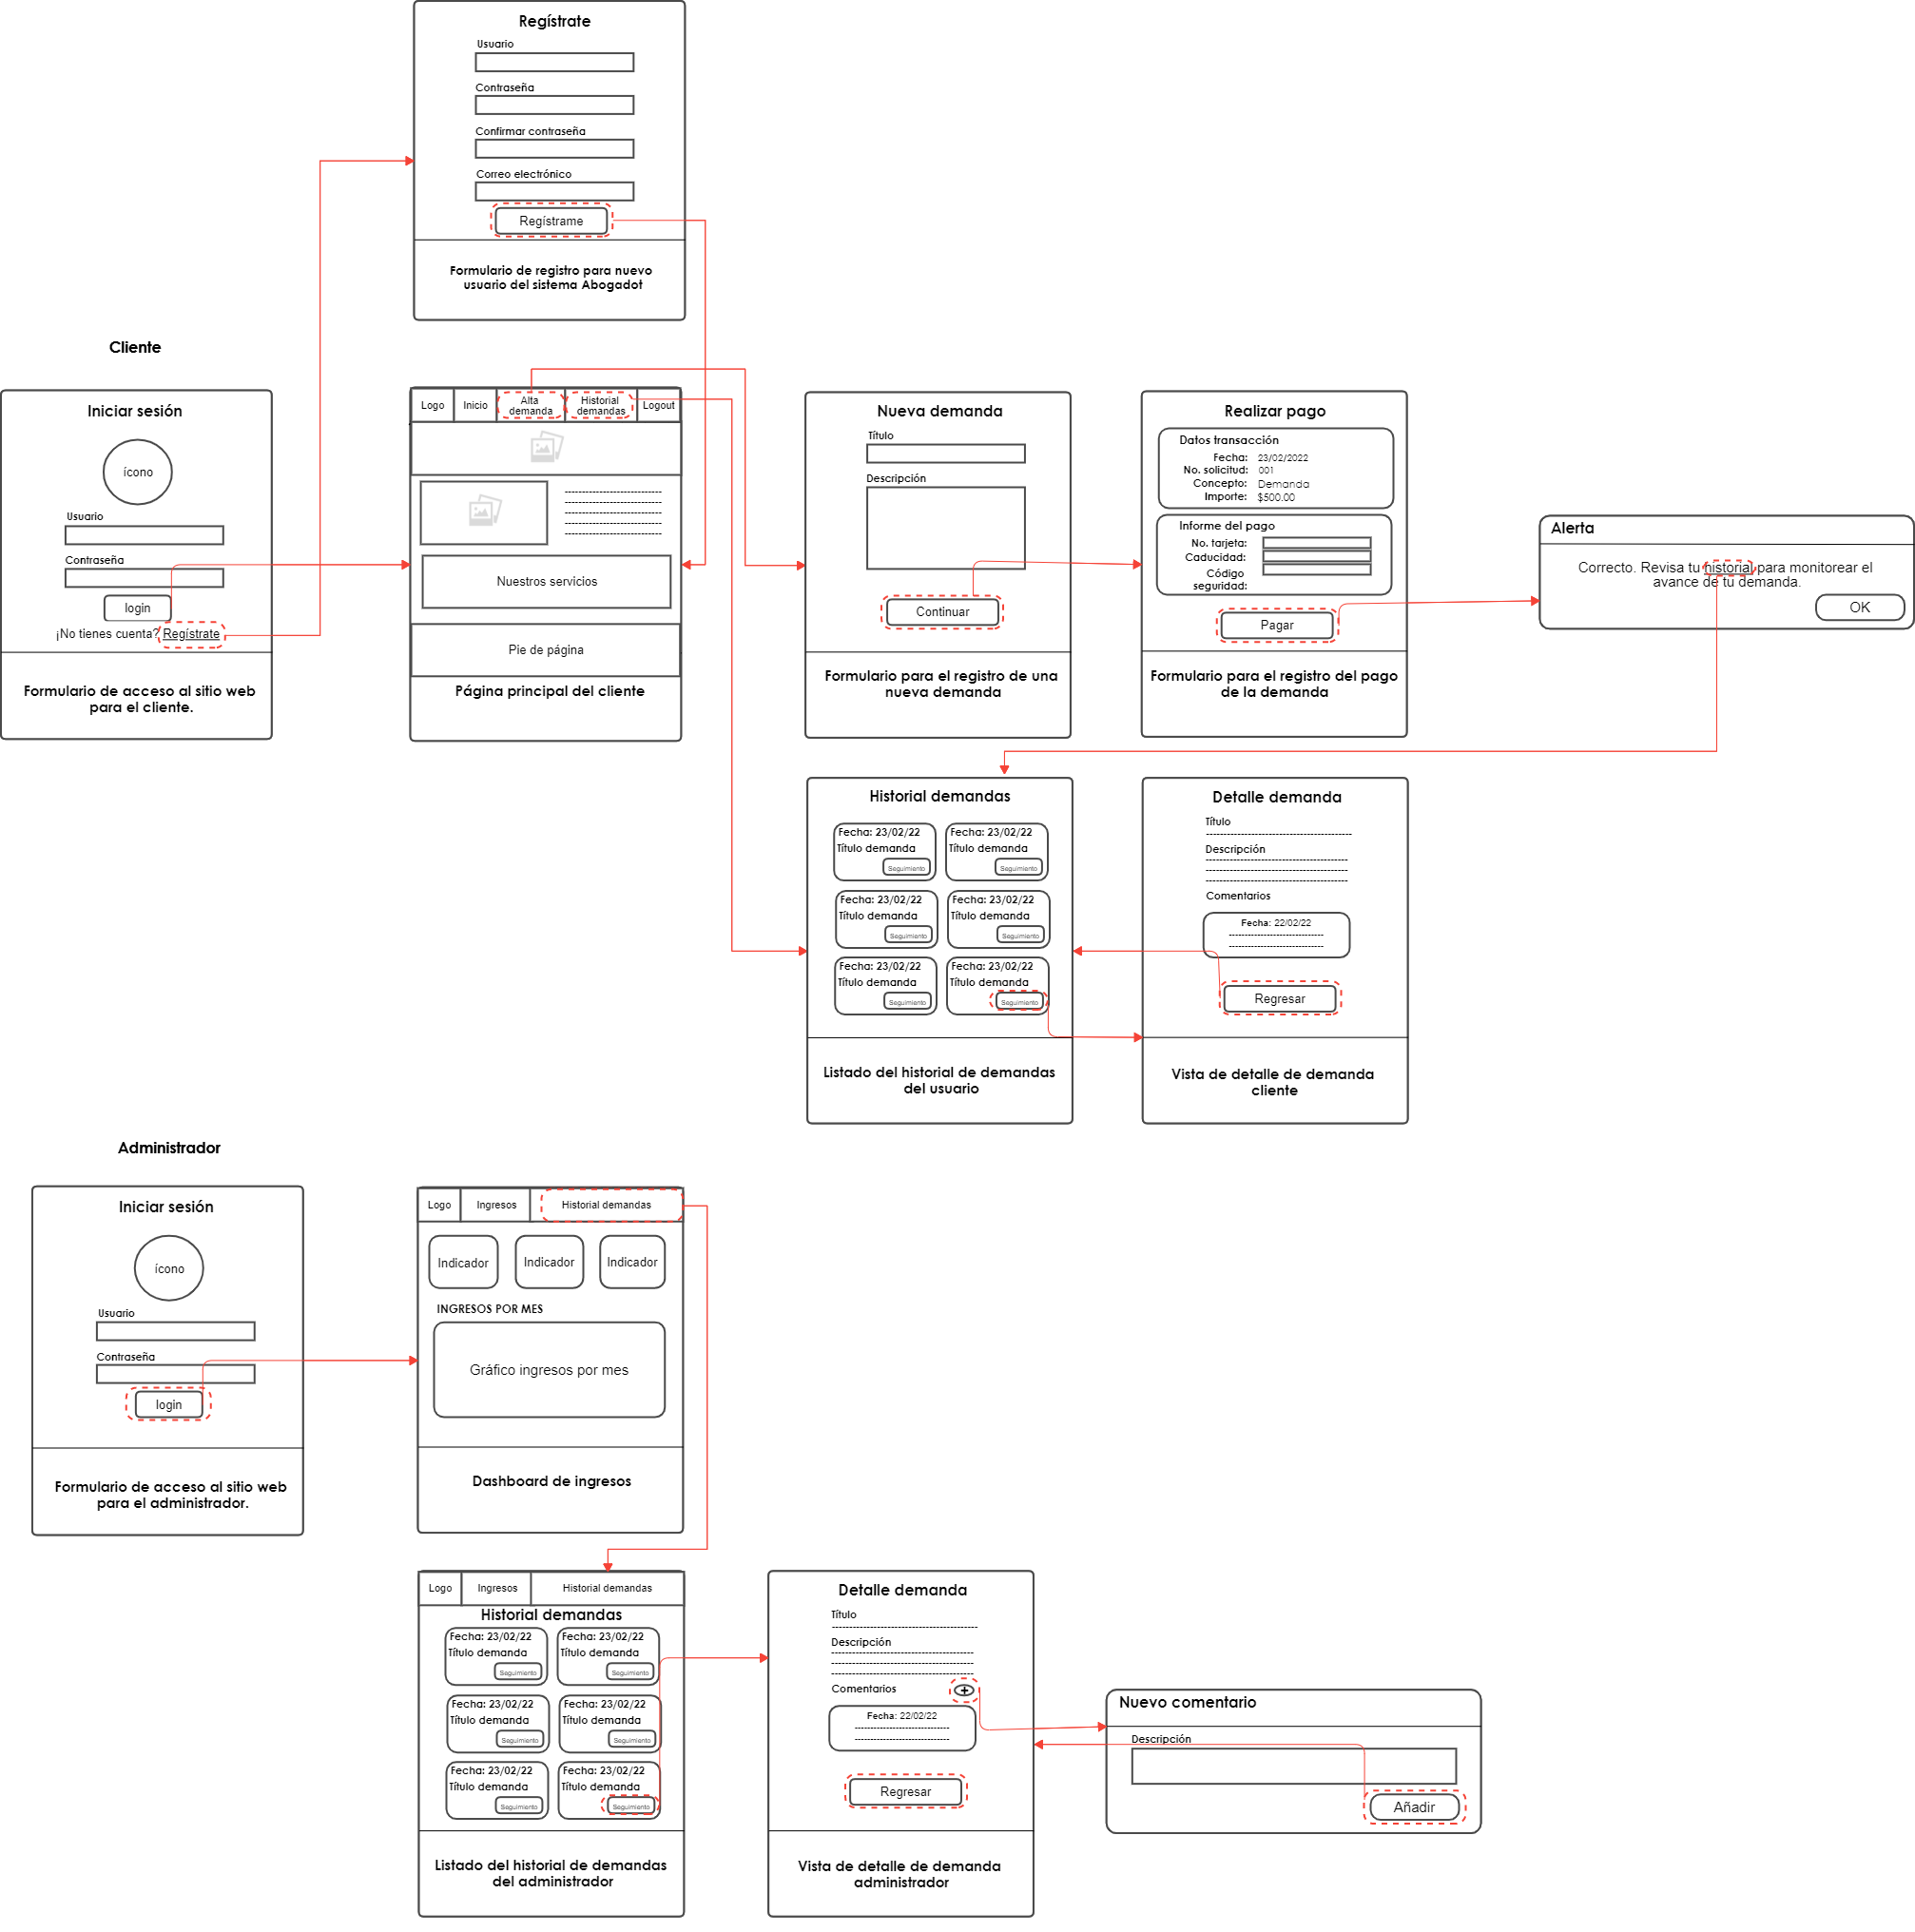 Regístrate
Usuario
Contraseña
Confirmar contraseña
Correo electrónico
Regístrame
Formulario de registro para nuevo
usuario del sistema Abogadot
Cliente
Iniciar sesión
ícono
Usuario
Contraseña
login
¡No tienes cuenta? Regístrate
Formulario de acceso al sitio web
para el cliente.
Logo
Inicio
Alta
demanda
Historial
demandas
Logout
Nuestros servicios
Pie de página
Página principal del cliente
Nueva demanda
Título
Descripción
Continuar
Formulario para el registro de una
nueva demanda
Realizar pago
Datos transacción
Fecha: 23/02/2022
No. solicitud: 001
Concepto: Demanda
Importe: $500.00
Informe del pago
No. tarjeta:
Caducidad:
Código
seguridad:
Pagar
Formulario para el registro del pago
de la demanda
Alerta
Correcto. Revisa tu historial para monitorear el
avance de tu demanda.
OK
Historial demandas
Fecha: 23/02/22
Título demanda
Seguimiento
Fecha: 23/02/22
Título demanda
Seguimiento
Fecha: 23/02/22
Título demanda
Seguimiento
Fecha: 23/02/22
Título demanda
Seguimiento
Fecha: 23/02/22
Título demanda
Seguimiento
Fecha: 23/02/22
Título demanda
Seguimiento
Listado del historial de demandas
del usuario
Detalle demanda
Título
Descripción
Comentarios
Fecha: 22/02/22
Regresar
Vista de detalle de demanda
cliente
Administrador
Iniciar sesión
ícono
Usuario
Contraseña
login
Formulario de acceso al sitio web
para el administrador.
Logo
Ingresos
Historial demandas
Indicador
Indicador
Indicador
INGRESOS POR MES
Gráfico ingresos por mes
Dashboard de ingresos
Logo
Ingresos
Historial demandas
Historial demandas
Fecha: 23/02/22
Título demanda
Seguimiento
Fecha: 23/02/22
Título demanda
Seguimiento
Fecha: 23/02/22
Título demanda
Seguimiento
Fecha: 23/02/22
Título demanda
Seguimiento
Fecha: 23/02/22
Título demanda
Seguimiento
Fecha: 23/02/22
Título demanda
Seguimiento
Listado del historial de demandas
del administrador
Detalle demanda
Título
Descripción
Comentarios
Fecha: 22/02/22
Regresar
Vista de detalle de demanda
administrador
Nuevo comentario
Descripción
Añadir